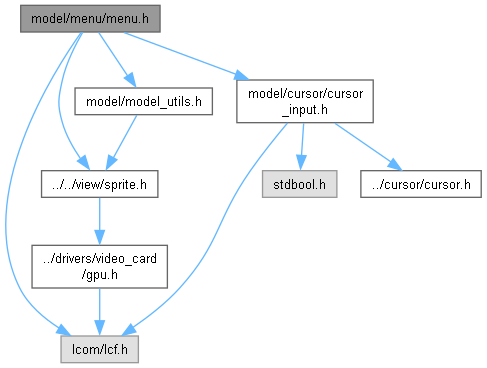 model/menu/menu.h
model/model_utils.h
model/cursor/cursor
_input.h
../../view/sprite.h
stdbool.h
../cursor/cursor.h
../drivers/video_card
/gpu.h
lcom/lcf.h